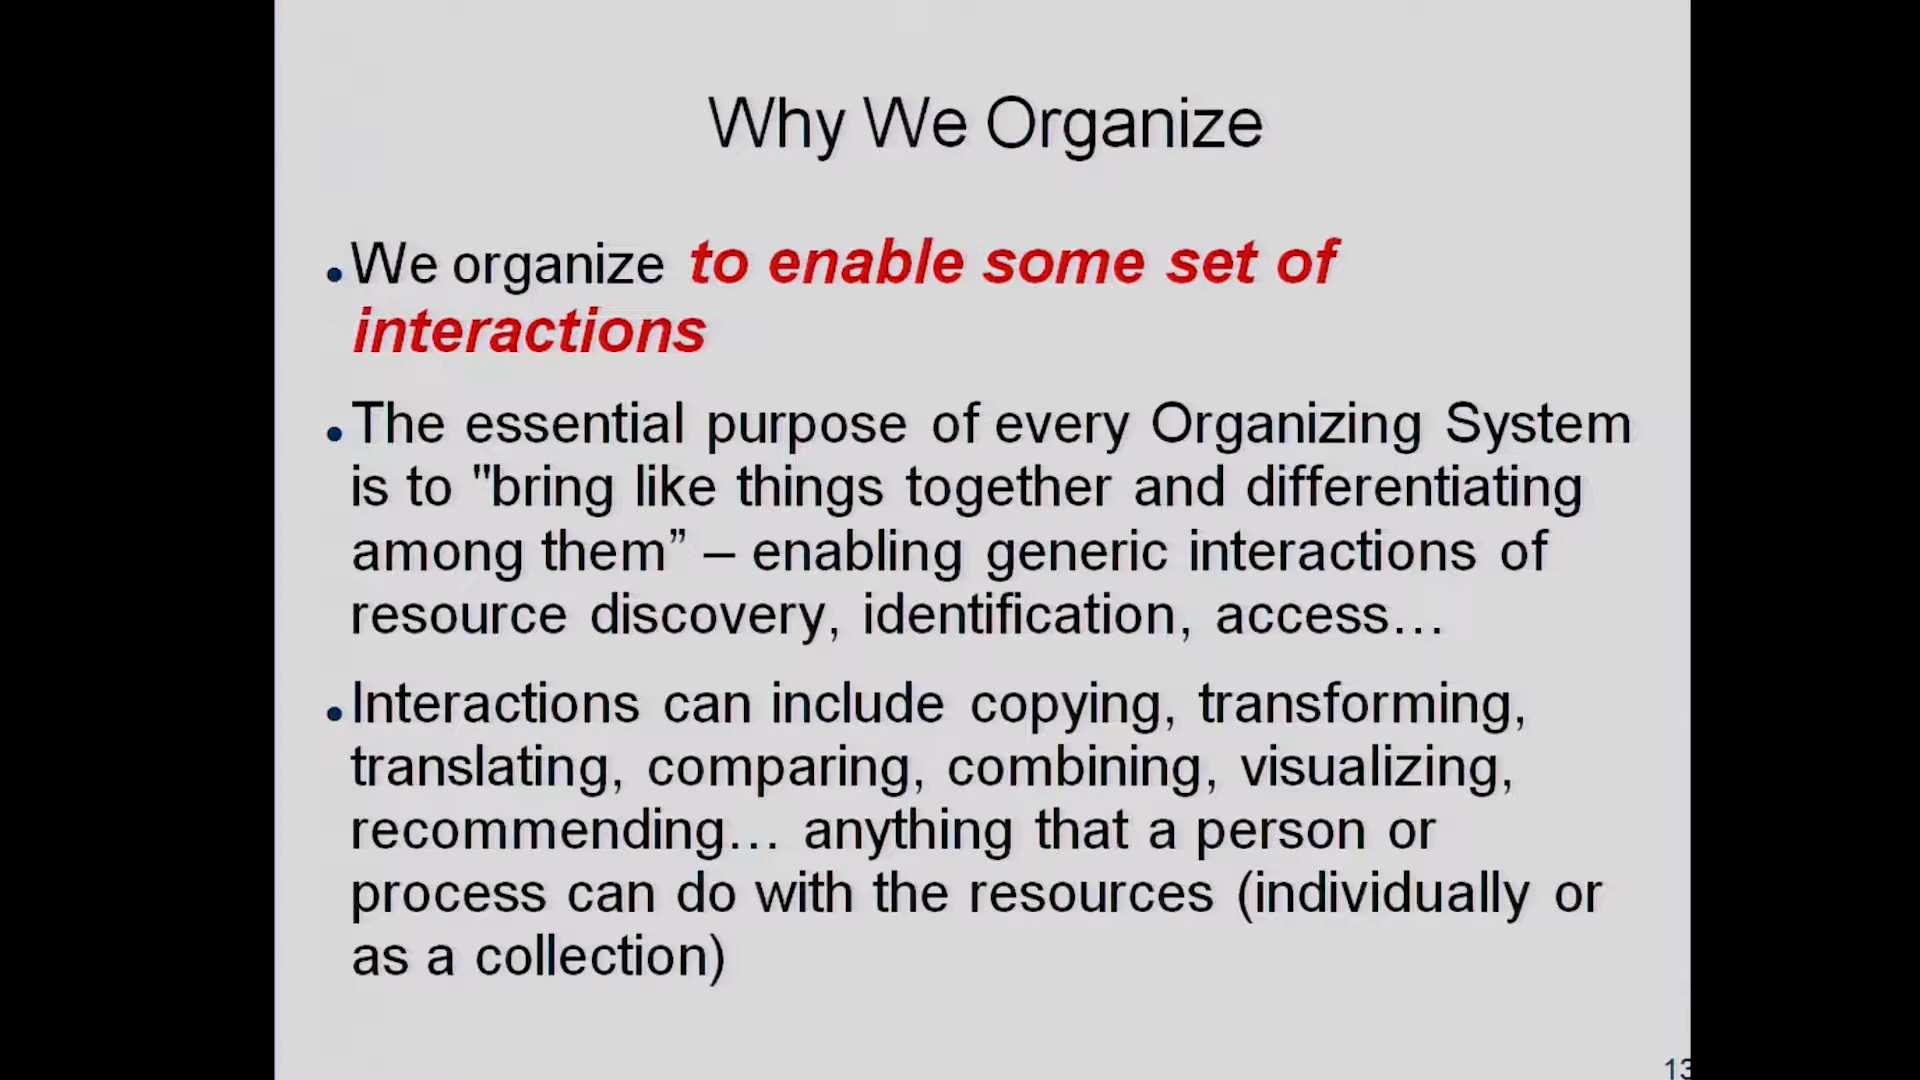 Why We Organize
•We organize to enable some set of
interactions
•The essential purpose of every Organizing System
is to "bring like things together and differentiating
among them” – enabling generic interactions of
resource discovery, identification, access…
•Interactions can include copying, transforming,
translating, comparing, combining, visualizing,
recommending… anything that a person or
process can do with the resources (individually or
as a collection)
13